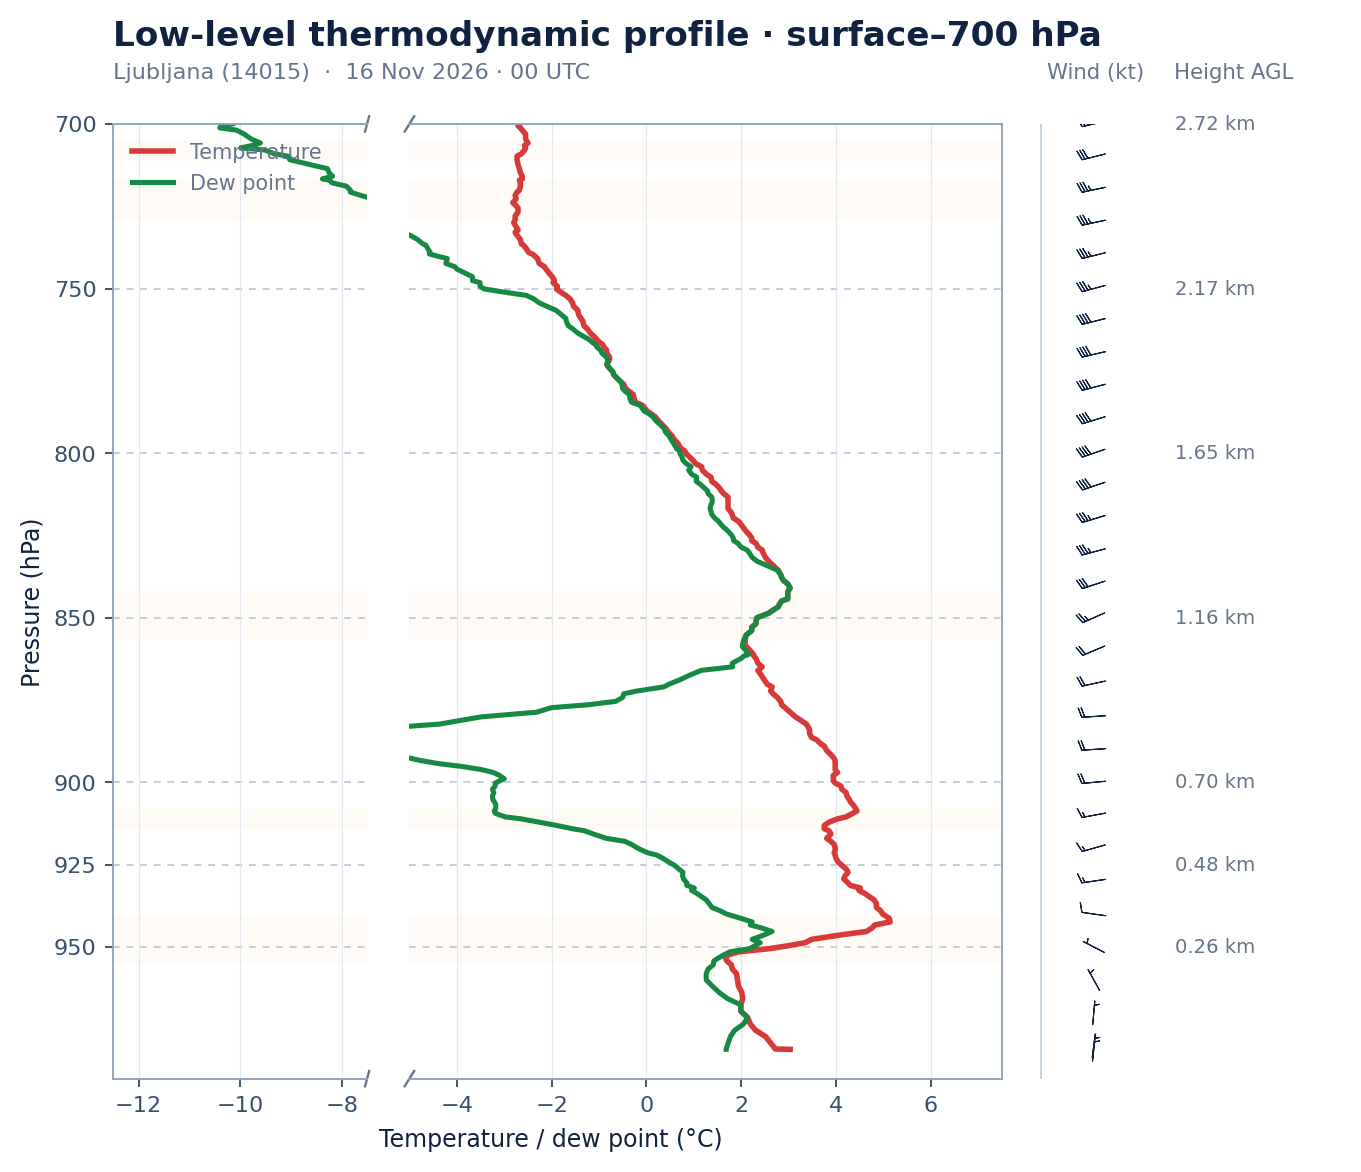 Low-level thermodynamic profile · surface–700 hPa
Ljubljana (14015) · 16 Nov 2026 · 00 UTC
Wind (kt) Height AGL
700 2.72 km
Temperature
Dew point
750 2.17 km
800 1.65 km
850 1.16 km
900 0.70 km
925 0.48 km
950 0.26 km
Pressure (hPa)
−12 −10 −8 −4 −2 0 2 4 6
Temperature / dew point (°C)